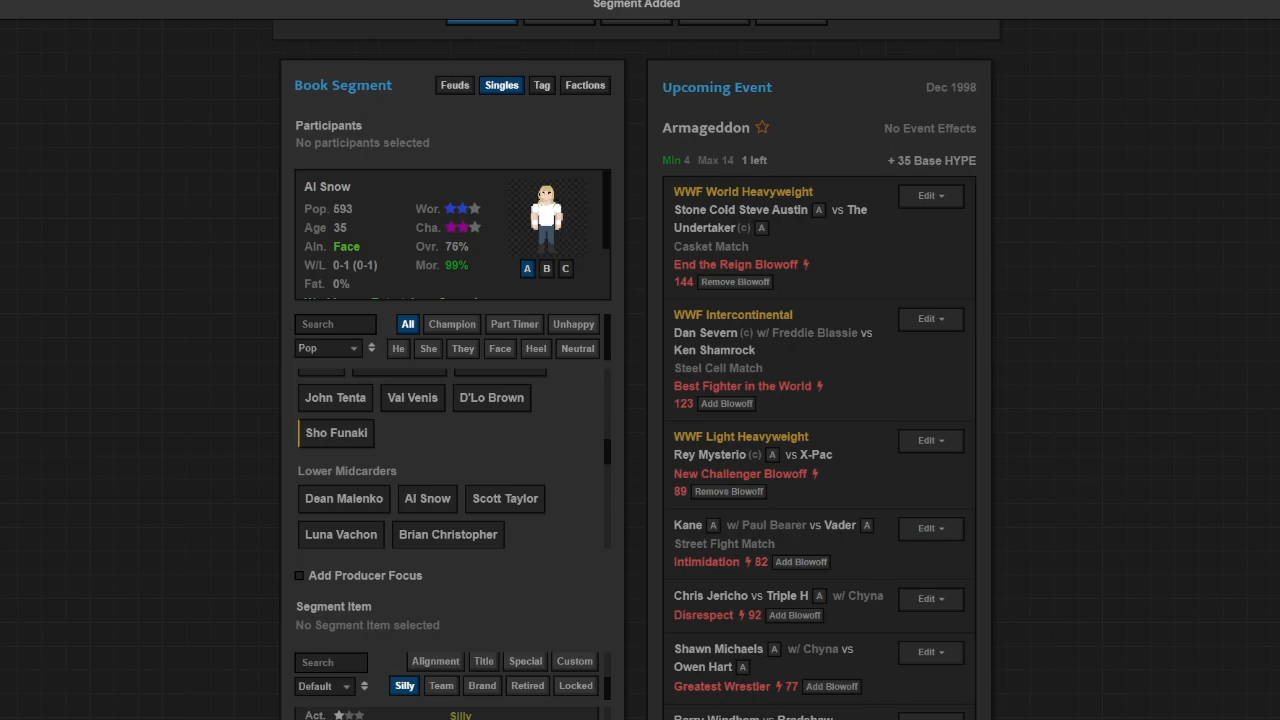 Segment Added
Book Segment
Feuds
Singles
Tag
Factions
Participants
No participants selected
Al Snow
Pop. 593
Wor.
Age 35
Cha.
Aln. Face
Ovr. 76%
W/L 0-1 (0-1)
Mor. 99%
Fat. 0%
A
B
C
Search
All
Champion
Part Timer
Unhappy
Pop
He
She
They
Face
Heel
Neutral
John Tenta
Val Venis
D'Lo Brown
Sho Funaki
Lower Midcarders
Dean Malenko
Al Snow
Scott Taylor
Luna Vachon
Brian Christopher
Add Producer Focus
Segment Item
No Segment Item selected
Search
Alignment
Title
Special
Custom
Default
Silly
Team
Brand
Retired
Locked
Act.
Silly
Upcoming Event
Dec 1998
Armageddon
No Event Effects
Min 4 Max 14 1 left
+ 35 Base HYPE
WWF World Heavyweight
Edit
Stone Cold Steve Austin A vs The
Undertaker (c) A
Casket Match
End the Reign Blowoff
144 Remove Blowoff
WWF Intercontinental
Edit
Dan Severn (c) w/ Freddie Blassie vs
Ken Shamrock
Steel Cell Match
Best Fighter in the World
123 Add Blowoff
WWF Light Heavyweight
Edit
Rey Mysterio (c) A vs X-Pac
New Challenger Blowoff
89 Remove Blowoff
Kane A w/ Paul Bearer vs Vader A
Edit
Street Fight Match
Intimidation 82 Add Blowoff
Chris Jericho vs Triple H A w/ Chyna
Edit
Disrespect 92 Add Blowoff
Shawn Michaels A w/ Chyna vs
Edit
Owen Hart A
Greatest Wrestler 77 Add Blowoff
Barry Windham vs Bradshaw